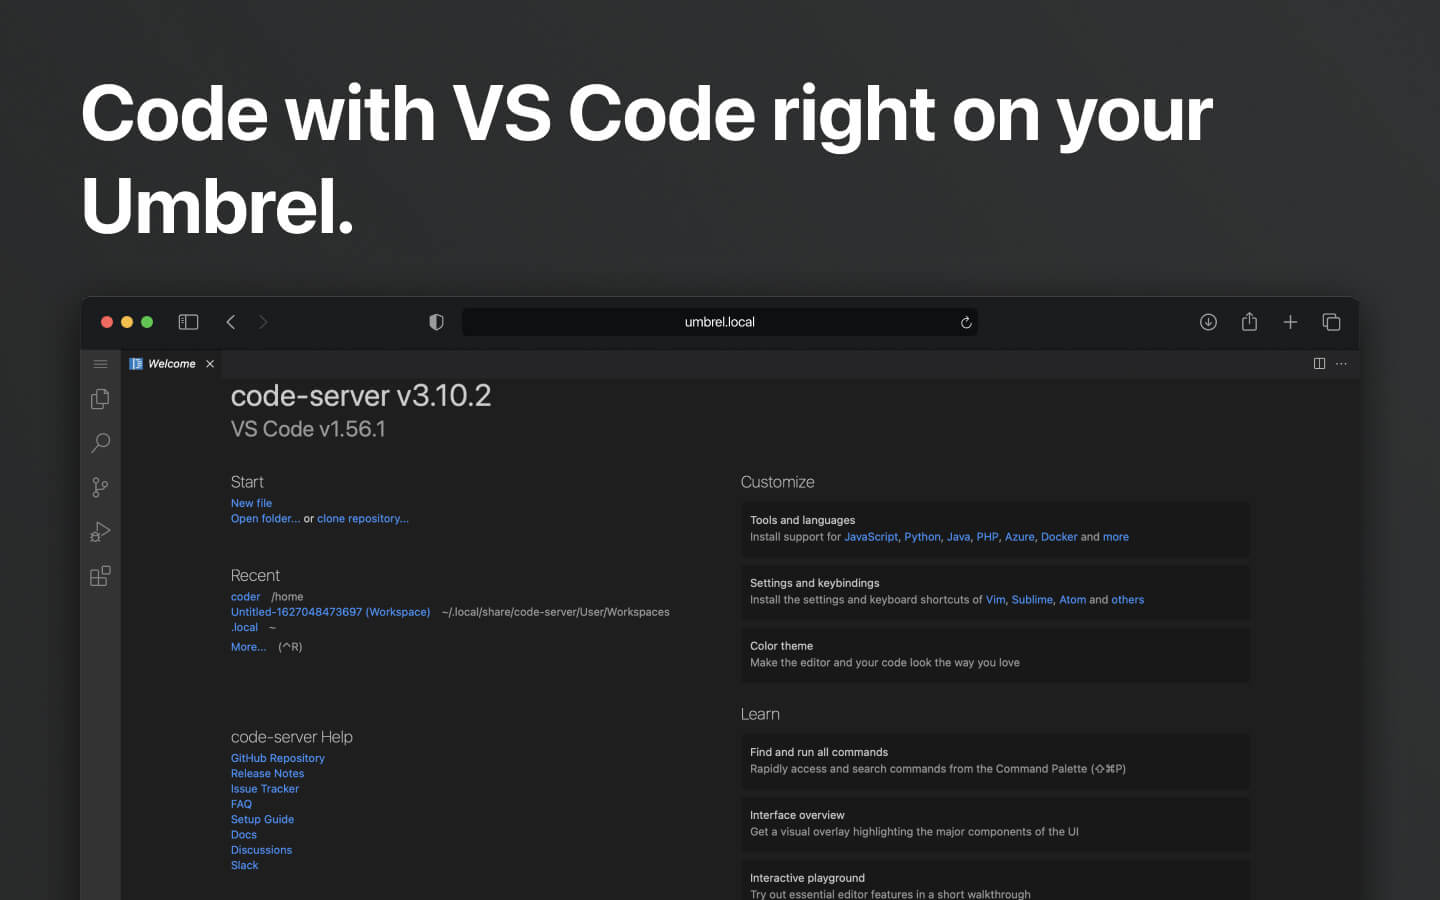 Code with VS Code right on your
Umbrel.
umbrel.local
Welcome
code-server v3.10.2
VS Code v1.56.1
Start
New file
Open folder... or clone repository...
Recent
coder /home
Untitled-1627048473697 (Workspace) ~/.local/share/code-server/User/Workspaces
.local ~
More... (^R)
code-server Help
GitHub Repository
Release Notes
Issue Tracker
FAQ
Setup Guide
Docs
Discussions
Slack
Customize
Tools and languages
Install support for JavaScript, Python, Java, PHP, Azure, Docker and more
Settings and keybindings
Install the settings and keyboard shortcuts of Vim, Sublime, Atom and others
Color theme
Make the editor and your code look the way you love
Learn
Find and run all commands
Rapidly access and search commands from the Command Palette (⇧⌘P)
Interface overview
Get a visual overlay highlighting the major components of the UI
Interactive playground
Try out essential editor features in a short walkthrough